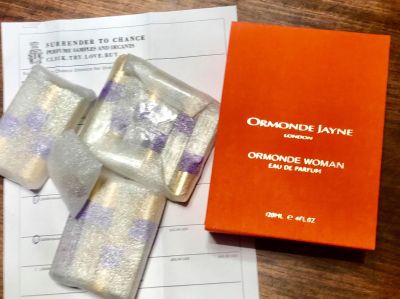 SURRENDER TO CHANCE
PERFUME SAMPLES AND DECANTS
CLICK. TRY. LOVE. BUY.
ORMONDE JAYNE
LONDON
ORMONDE WOMAN
EAU DE PARFUM
120ML ℮ 4FL.OZ